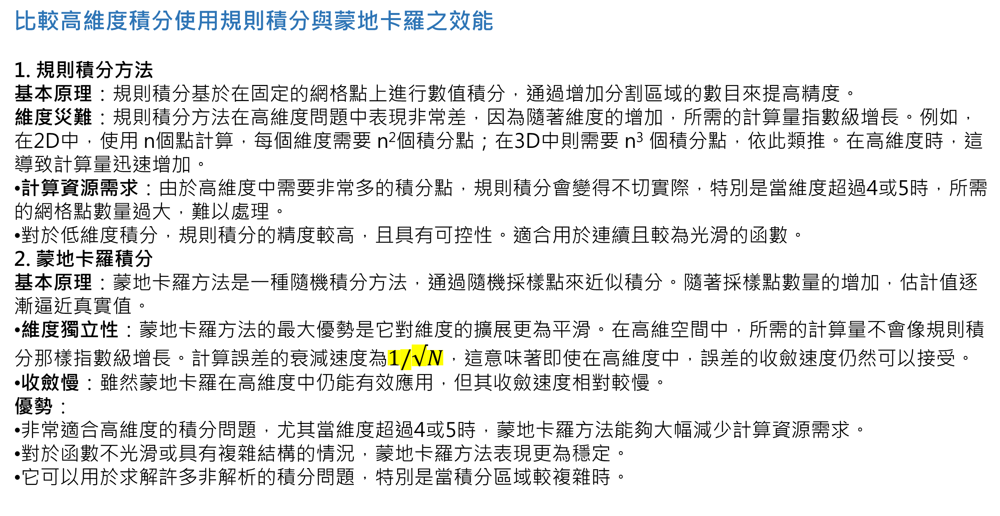 比較高維度積分使用規則積分與蒙地卡羅之效能
1. 規則積分方法
基本原理：規則積分基於在固定的網格點上進行數值積分，通過增加分割區域的數目來提高精度。
維度災難：規則積分方法在高維度問題中表現非常差，因為隨著維度的增加，所需的計算量指數級增長。例如，
在2D中，使用 n個點計算，每個維度需要 n²個積分點；在3D中則需要 n³ 個積分點，依此類推。在高維度時，這
導致計算量迅速增加。
•計算資源需求：由於高維度中需要非常多的積分點，規則積分會變得不切實際，特別是當維度超過4或5時，所需
的網格點數量過大，難以處理。
•對於低維度積分，規則積分的精度較高，且具有可控性。適合用於連續且較為光滑的函數。
2. 蒙地卡羅積分
基本原理：蒙地卡羅方法是一種隨機積分方法，通過隨機採樣點來近似積分。隨著採樣點數量的增加，估計值逐
漸逼近真實值。
•維度獨立性：蒙地卡羅方法的最大優勢是它對維度的擴展更為平滑。在高維空間中，所需的計算量不會像規則積
分那樣指數級增長。計算誤差的衰減速度為1/√N，這意味著即使在高維度中，誤差的收斂速度仍然可以接受。
•收斂慢：雖然蒙地卡羅在高維度中仍能有效應用，但其收斂速度相對較慢。
優勢：
•非常適合高維度的積分問題，尤其當維度超過4或5時，蒙地卡羅方法能夠大幅減少計算資源需求。
•對於函數不光滑或具有複雜結構的情況，蒙地卡羅方法表現更為穩定。
•它可以用於求解許多非解析的積分問題，特別是當積分區域較複雜時。